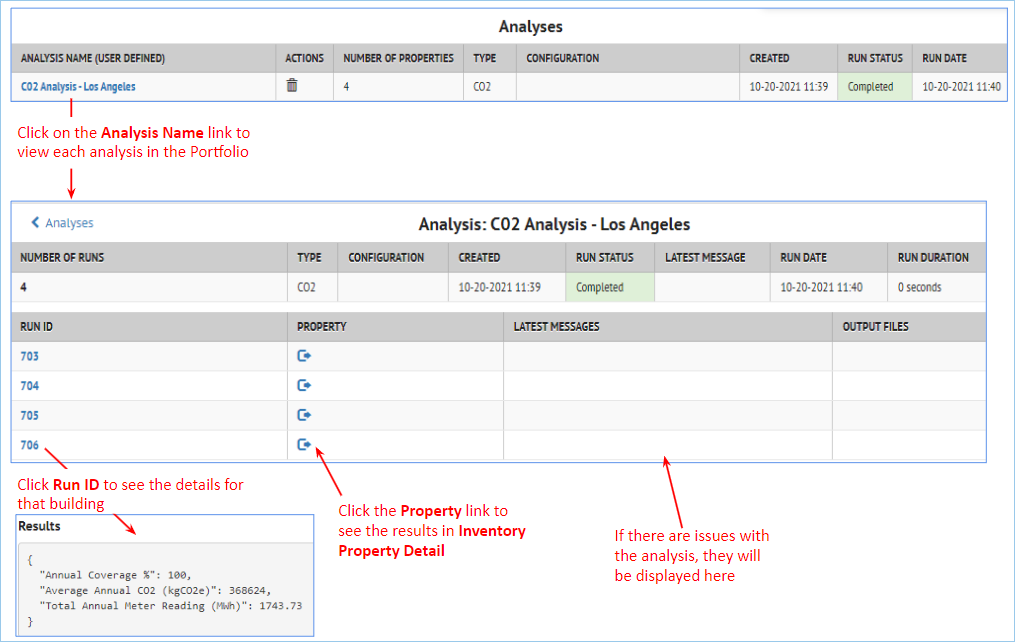 Analyses
ANALYSIS NAME (USER DEFINED) ACTIONS NUMBER OF PROPERTIES TYPE CONFIGURATION CREATED RUN STATUS RUN DATE
CO2 Analysis - Los Angeles 4 CO2 10-20-2021 11:39 Completed 10-20-2021 11:40
Click on the Analysis Name link to
view each analysis in the Portfolio
Analyses
Analysis: CO2 Analysis - Los Angeles
NUMBER OF RUNS TYPE CONFIGURATION CREATED RUN STATUS LATEST MESSAGE RUN DATE RUN DURATION
4 CO2 10-20-2021 11:39 Completed 10-20-2021 11:40 0 seconds
RUN ID PROPERTY LATEST MESSAGES OUTPUT FILES
703
704
705
706
Click Run ID to see the details for
that building
Results
{
"Annual Coverage %": 100,
"Average Annual CO2 (kgCO2e)": 368624,
"Total Annual Meter Reading (MWh)": 1743.73
}
Click the Property link to
see the results in Inventory
Property Detail
If there are issues with
the analysis, they will
be displayed here